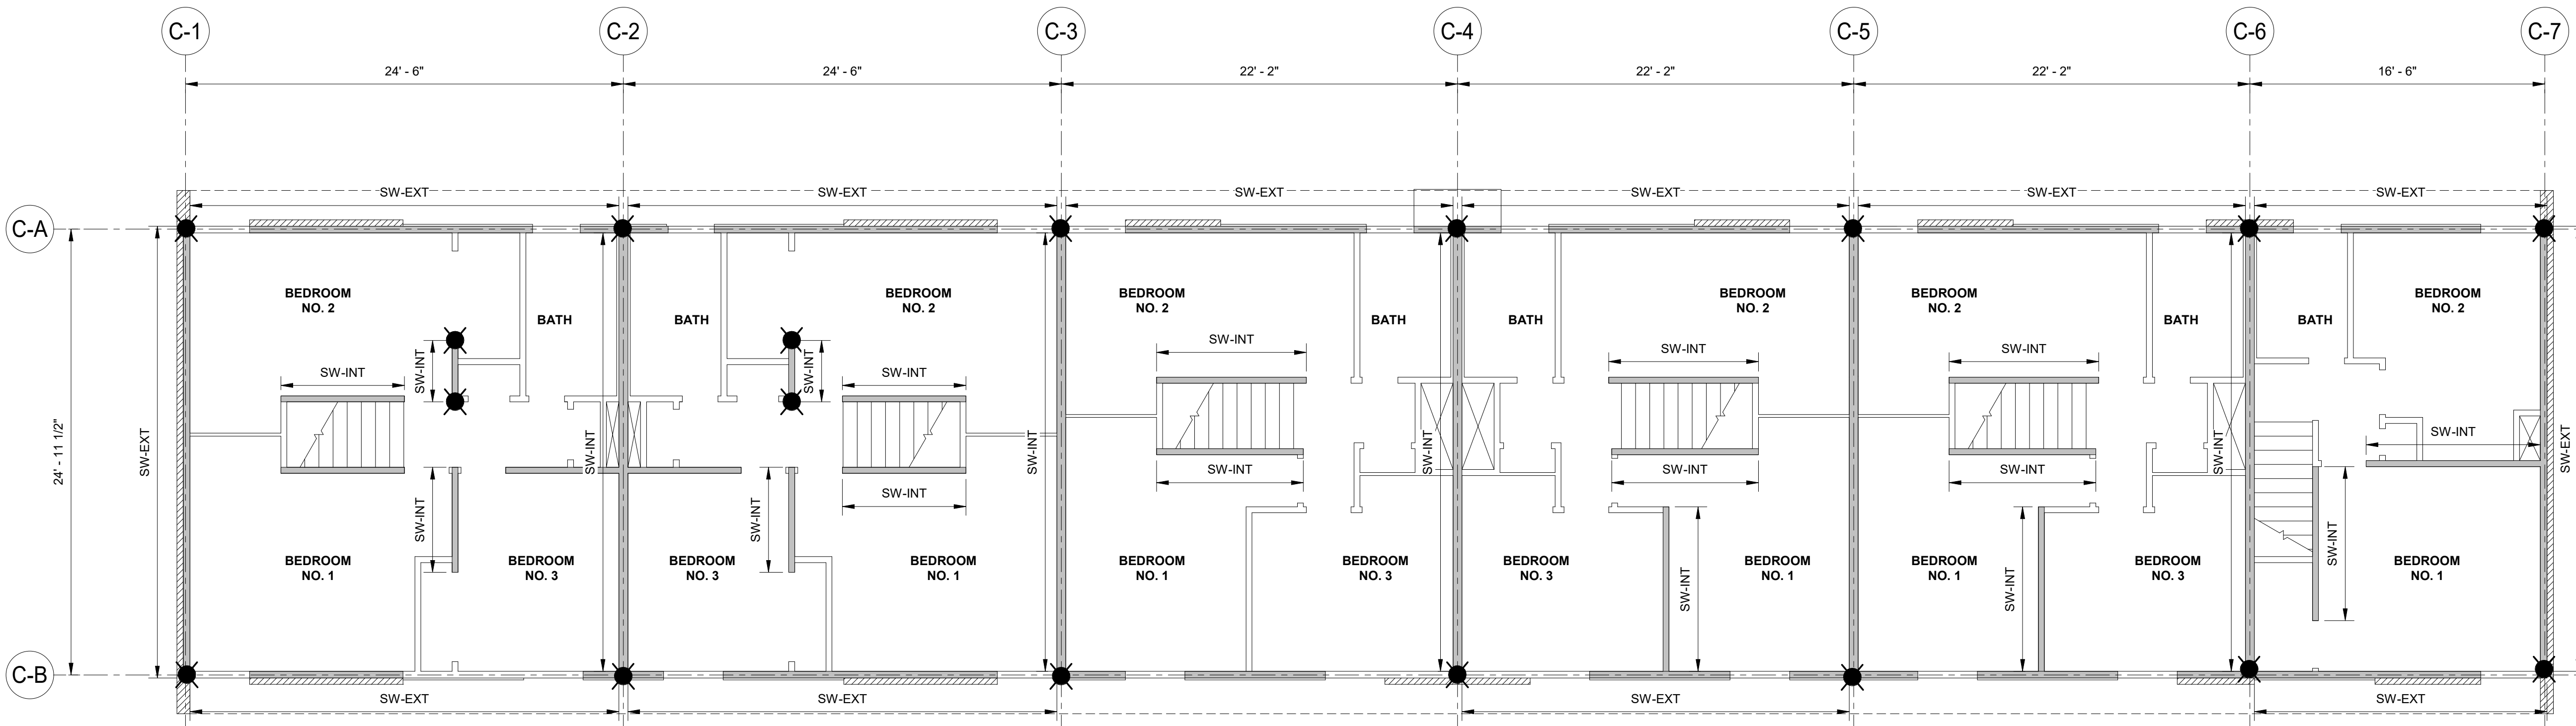 C-1
C-2
C-3
C-4
C-5
C-6
C-7
24' - 6"
24' - 6"
22' - 2"
22' - 2"
22' - 2"
16' - 6"
SW-EXT
SW-EXT
SW-EXT
SW-EXT
SW-EXT
SW-EXT
C-A
BEDROOM
NO. 2
BATH
BATH
BEDROOM
NO. 2
BEDROOM
NO. 2
BATH
BATH
BEDROOM
NO. 2
BEDROOM
NO. 2
BATH
BATH
BEDROOM
NO. 2
SW-INT
SW-INT
SW-INT
SW-INT
SW-INT
SW-INT
SW-INT
24' - 11 1/2"
SW-EXT
SW-INT
SW-INT
SW-INT
SW-INT
SW-INT
SW-EXT
SW-INT
SW-INT
SW-INT
SW-INT
SW-INT
SW-INT
SW-INT
SW-INT
SW-INT
SW-INT
BEDROOM
NO. 1
BEDROOM
NO. 3
BEDROOM
NO. 3
BEDROOM
NO. 1
BEDROOM
NO. 1
BEDROOM
NO. 3
BEDROOM
NO. 3
BEDROOM
NO. 1
BEDROOM
NO. 1
BEDROOM
NO. 3
BEDROOM
NO. 1
C-B
SW-EXT
SW-EXT
SW-EXT
SW-EXT